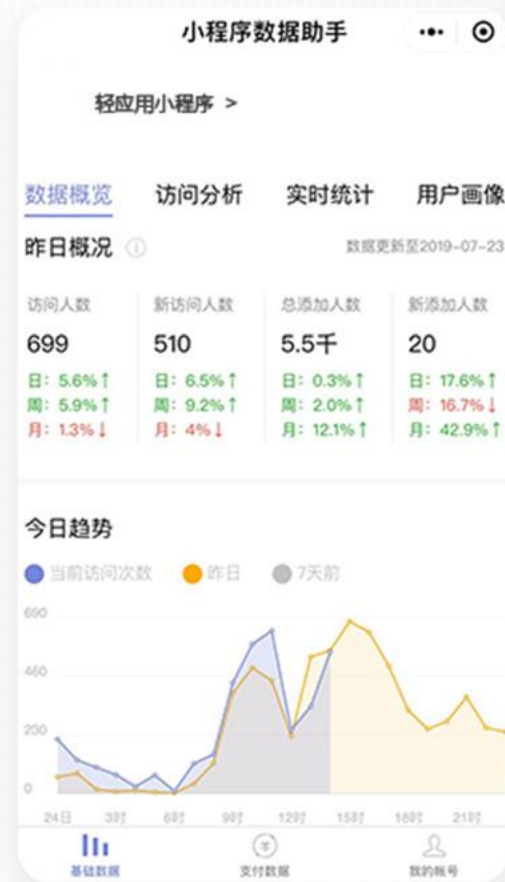 小程序数据助手
轻应用小程序 >
数据概览 访问分析 实时统计 用户画像
昨日概况 数据更新至2019-07-23
访问人数 新访问人数 总添加人数 新添加人数
699 510 5.5千 20
日: 5.6%↑ 日: 6.5%↑ 日: 0.3%↑ 日: 17.6%↑
周: 5.9%↑ 周: 9.2%↑ 周: 2.0%↑ 周: 16.7%↓
月: 1.3%↓ 月: 4%↓ 月: 12.1%↑ 月: 42.9%↑
今日趋势
当前访问次数 昨日 7天前
690
460
230
0
24日 3时 6时 9时 12时 15时 18时 21时
基础数据 支付数据 我的帐号